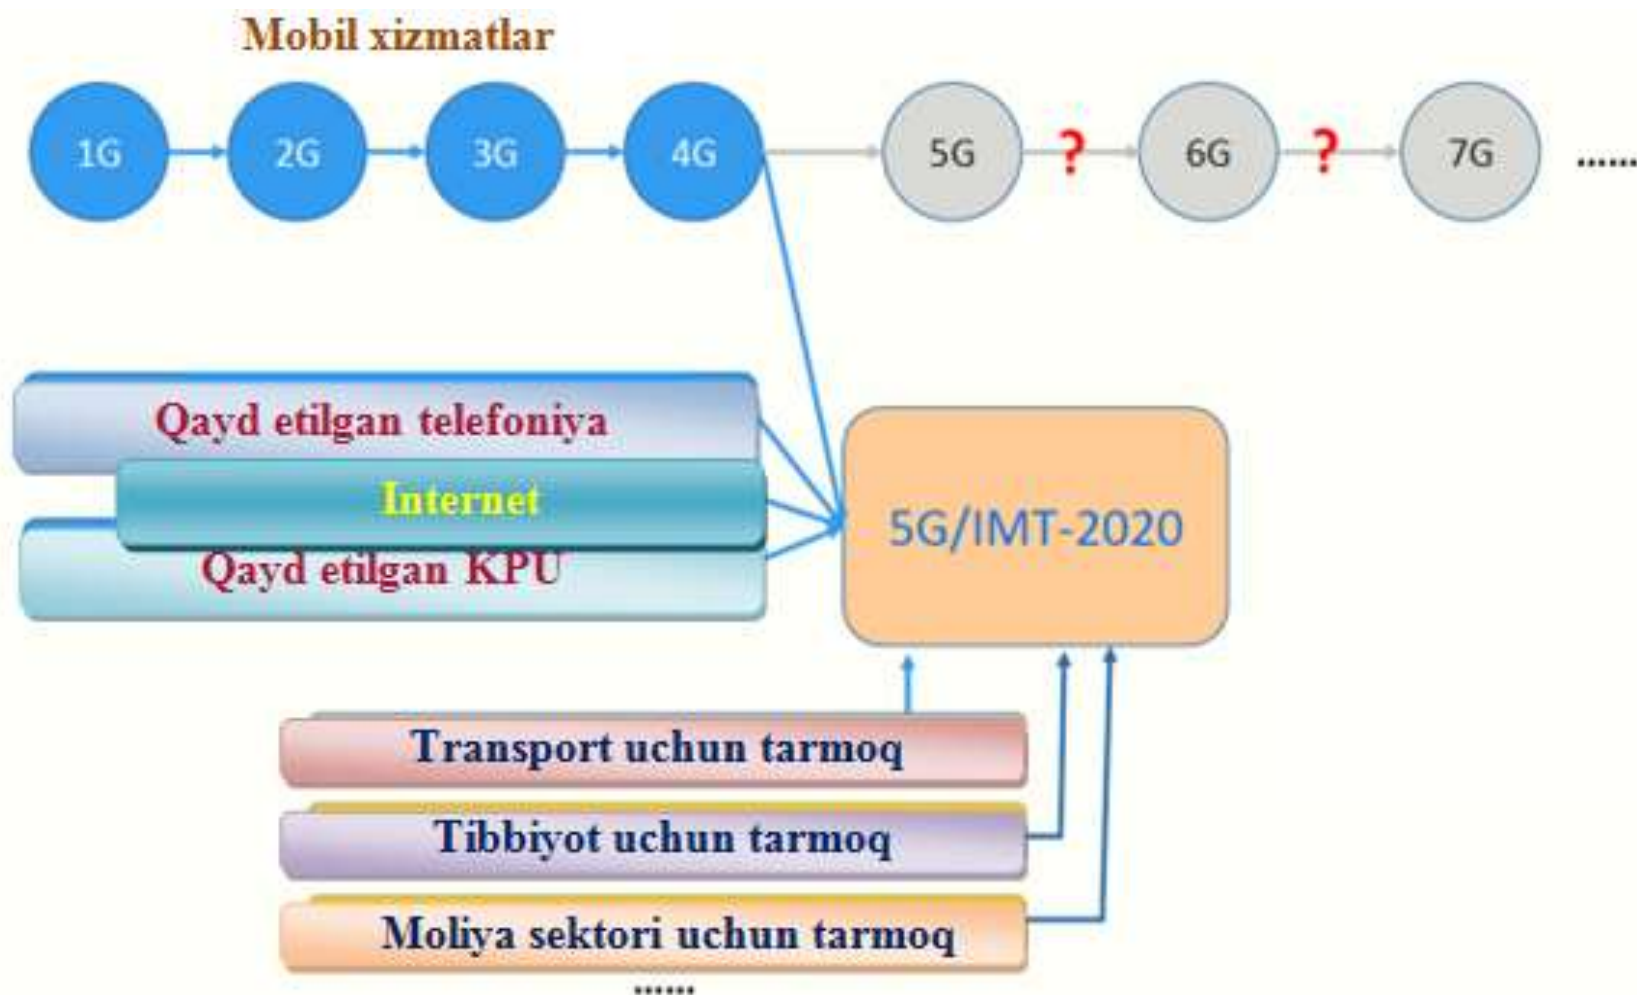 Mobil xizmatlar
1G 2G 3G 4G 5G ? 6G ? 7G ......
Qayd etilgan telefoniya
Internet
Qayd etilgan KPU
5G/IMT-2020
Transport uchun tarmoq
Tibbiyot uchun tarmoq
Moliya sektori uchun tarmoq
......